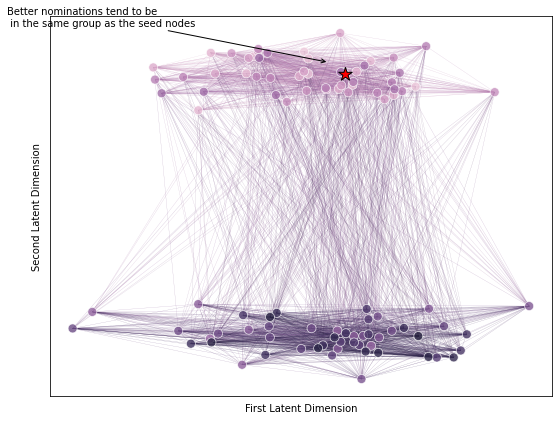 Better nominations tend to be
in the same group as the seed nodes
Second Latent Dimension
First Latent Dimension